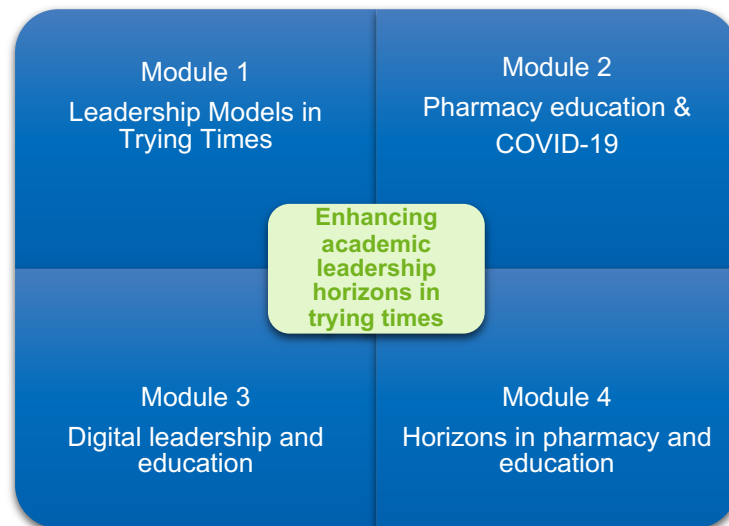 Module 1
Leadership Models in
Trying Times
Module 2
Pharmacy education &
COVID-19
Enhancing
academic
leadership
horizons in
trying times
Module 3
Digital leadership and
education
Module 4
Horizons in pharmacy and
education